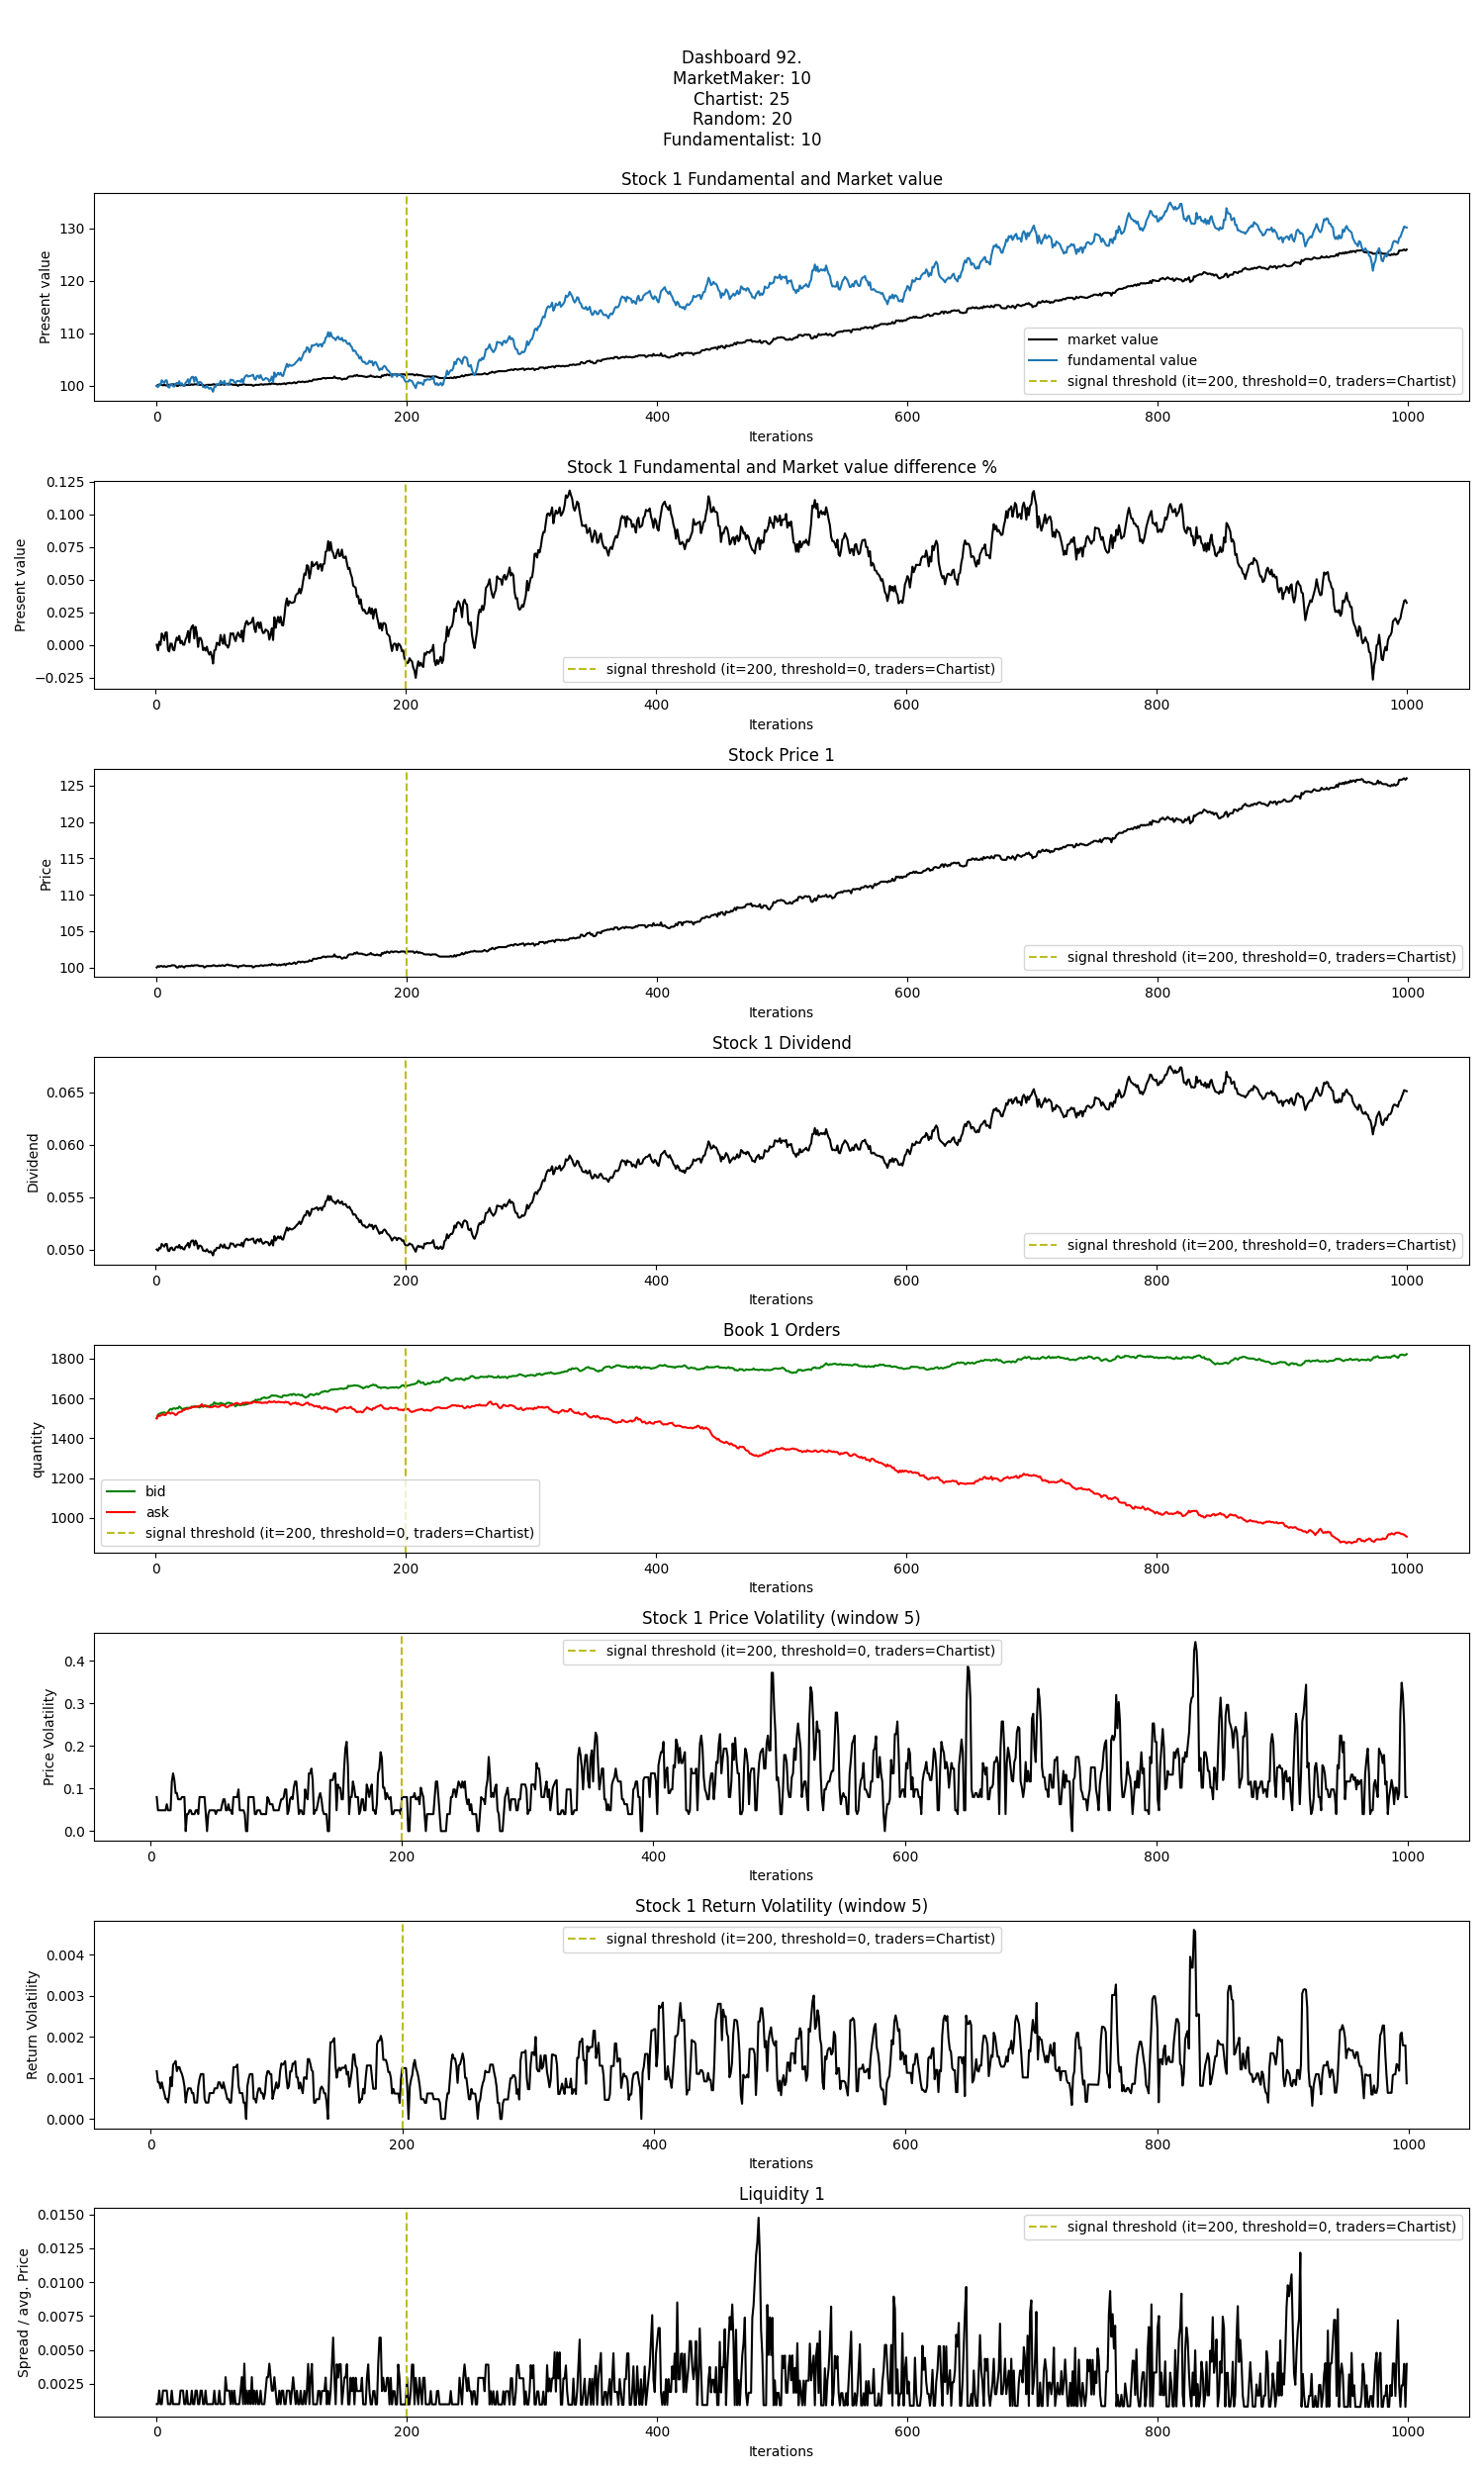 Dashboard 92.
MarketMaker: 10
Chartist: 25
Random: 20
Fundamentalist: 10
Stock 1 Fundamental and Market value
Present value
130
120
110
100
market value
fundamental value
signal threshold (it=200, threshold=0, traders=Chartist)
0 200 400 600 800 1000
Iterations
Stock 1 Fundamental and Market value difference %
Present value
0.125
0.100
0.075
0.050
0.025
0.000
−0.025
signal threshold (it=200, threshold=0, traders=Chartist)
0 200 400 600 800 1000
Iterations
Stock Price 1
Price
125
120
115
110
105
100
signal threshold (it=200, threshold=0, traders=Chartist)
0 200 400 600 800 1000
Iterations
Stock 1 Dividend
Dividend
0.065
0.060
0.055
0.050
signal threshold (it=200, threshold=0, traders=Chartist)
0 200 400 600 800 1000
Iterations
Book 1 Orders
quantity
1800
1600
1400
1200
1000
bid
ask
signal threshold (it=200, threshold=0, traders=Chartist)
0 200 400 600 800 1000
Iterations
Stock 1 Price Volatility (window 5)
Price Volatility
0.4
0.3
0.2
0.1
0.0
signal threshold (it=200, threshold=0, traders=Chartist)
0 200 400 600 800 1000
Iterations
Stock 1 Return Volatility (window 5)
Return Volatility
0.004
0.003
0.002
0.001
0.000
signal threshold (it=200, threshold=0, traders=Chartist)
0 200 400 600 800 1000
Iterations
Liquidity 1
Spread / avg. Price
0.0150
0.0125
0.0100
0.0075
0.0050
0.0025
signal threshold (it=200, threshold=0, traders=Chartist)
0 200 400 600 800 1000
Iterations